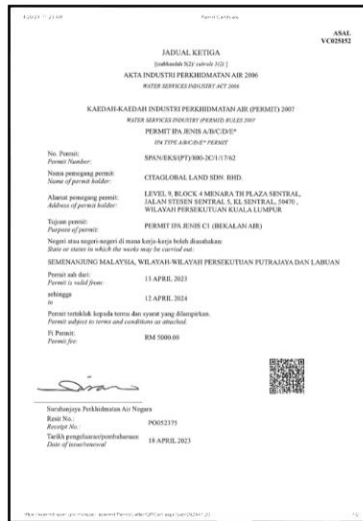 Permit Certificate
ASAL
VC025152
JADUAL KETIGA
[subkaedah 3(2)/ subrule 3(2)]
AKTA INDUSTRI PERKHIDMATAN AIR 2006
WATER SERVICES INDUSTRY ACT 2006
KAEDAH-KAEDAH INDUSTRI PERKHIDMATAN AIR (PERMIT) 2007
WATER SERVICES INDUSTRY (PERMIT) RULES 2007
PERMIT IPA JENIS A/B/C/D/E*
IPA TYPE A/B/C/D/E* PERMIT
No. Permit: SPAN/EKS/(PT)/800-2C/1/17/62
Permit Number:
Nama pemegang permit: CITAGLOBAL LAND SDN. BHD.
Name of permit holder:
Alamat pemegang permit: LEVEL 9, BLOCK 4 MENARA TH PLAZA SENTRAL,
Address of permit holder: JALAN STESEN SENTRAL 5, KL SENTRAL, 50470 ,
WILAYAH PERSEKUTUAN KUALA LUMPUR
Tujuan permit: PERMIT IPA JENIS C1 (BEKALAN AIR)
Purpose of permit:
Negeri atau negeri-negeri di mana kerja-kerja boleh diusahakan:
State or states in which the works may be carried out:
SEMENANJUNG MALAYSIA, WILAYAH-WILAYAH PERSEKUTUAN PUTRAJAYA DAN LABUAN
Permit sah dari: 13 APRIL 2023
Permit is valid from:
sehingga 12 APRIL 2024
to
Permit tertakluk kepada terma dan syarat yang dilampirkan.
Permit subject to terms and conditions as attached.
Fi Permit: RM 5000.00
Permit fee:
Suruhanjaya Perkhidmatan Air Negara
Resit No.: PO052375
Receipt No.:
Tarikh pengeluaran/pembaharuan 18 APRIL 2023
Date of issue/renewal